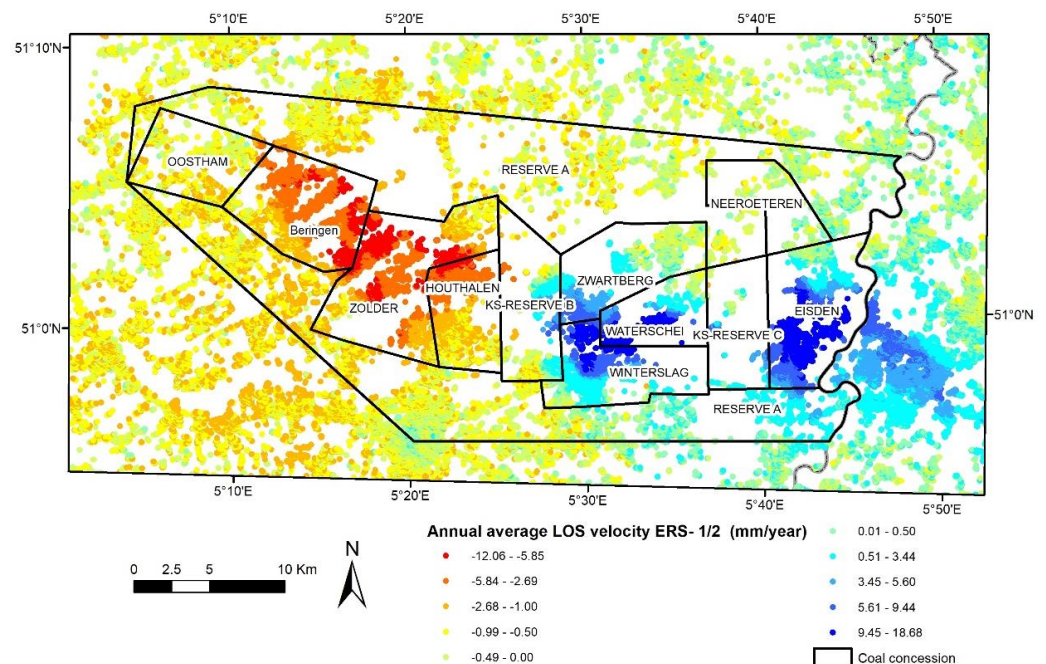 5°10'E 5°20'E 5°30'E 5°40'E 5°50'E
51°10'N
OOSTHAM
RESERVE A
NEEROETEREN
Beringen
ZWARTBERG
HOUTHALEN
KS-RESERVE B
ZOLDER
EISDEN
51°0'N
51°0'N
WATERSCHEI
KS-RESERVE C
WINTERSLAG
RESERVE A
5°10'E 5°20'E 5°30'E 5°40'E 5°50'E
Annual average LOS velocity ERS- 1/2 (mm/year)
-12.06 - -5.85
-5.84 - -2.69
-2.68 - -1.00
-0.99 - -0.50
-0.49 - 0.00
0.01 - 0.50
0.51 - 3.44
3.45 - 5.60
5.61 - 9.44
9.45 - 18.68
Coal concession
N
0 2.5 5 10 Km